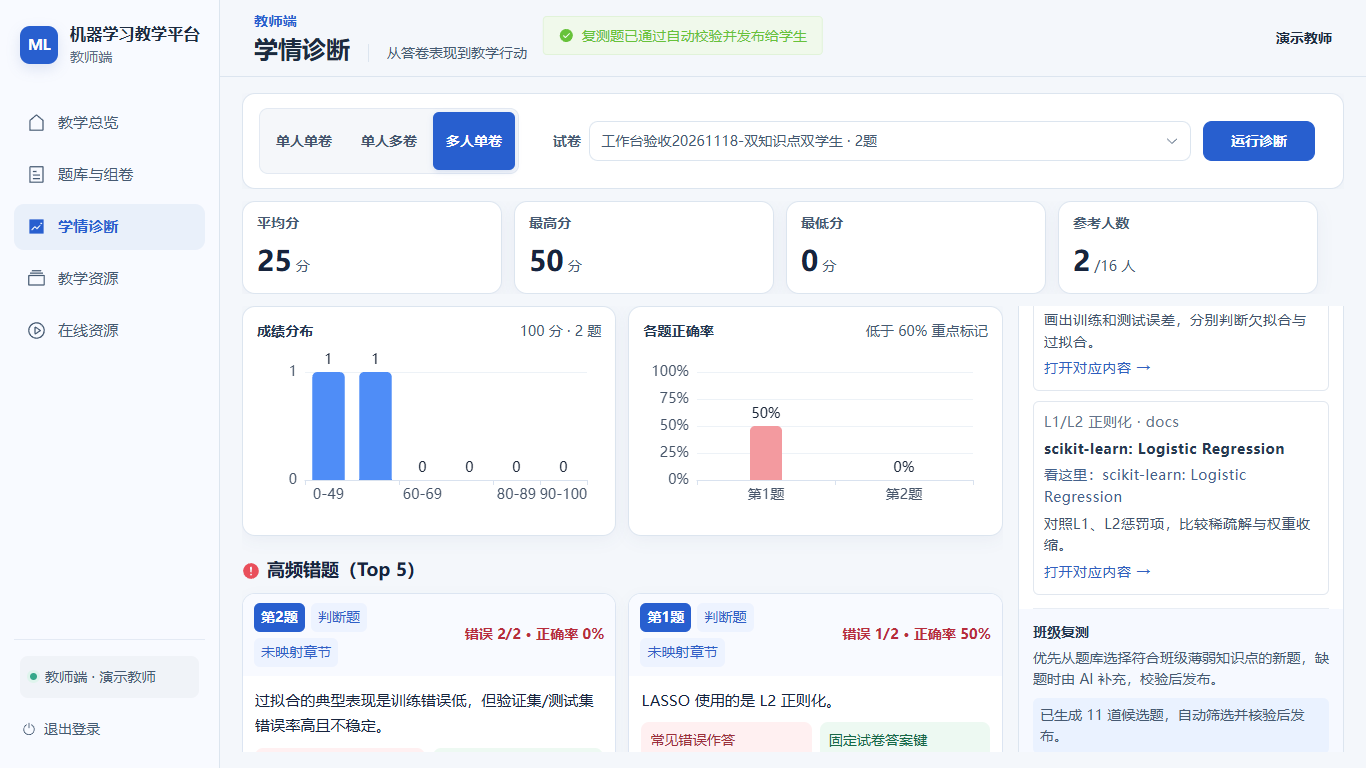 ML
机器学习教学平台
教师端
教学总览
题库与组卷
学情诊断
教学资源
在线资源
教师端 · 演示教师
退出登录
教师端
学情诊断
从答卷表现到教学行动
复测题已通过自动校验并发布给学生
演示教师
单人单卷
单人多卷
多人单卷
试卷
工作台验收20261118-双知识点双学生 · 2题
运行诊断
平均分
25 分
最高分
50 分
最低分
0 分
参考人数
2 /16 人
成绩分布
100 分 · 2 题
1
0
1
1
0
0
0
0
0-49
60-69
80-89
90-100
各题正确率
低于 60% 重点标记
100%
75%
50%
25%
0%
50%
0%
第1题
第2题
高频错题（Top 5）
第2题
判断题
未映射章节
错误 2/2 • 正确率 0%
过拟合的典型表现是训练错误低，但验证集/测试集
错误率高且不稳定。
第1题
判断题
未映射章节
错误 1/2 • 正确率 50%
LASSO 使用的是 L2 正则化。
常见错误作答
固定试卷答案键
画出训练和测试误差，分别判断欠拟合与
过拟合。
打开对应内容 →
L1/L2 正则化 · docs
scikit-learn: Logistic Regression
看这里：scikit-learn: Logistic
Regression
对照L1、L2惩罚项，比较稀疏解与权重收
缩。
打开对应内容 →
班级复测
优先从题库选择符合班级薄弱知识点的新题，缺
题时由 AI 补充，校验后发布。
已生成 11 道候选题，自动筛选并核验后发
布。